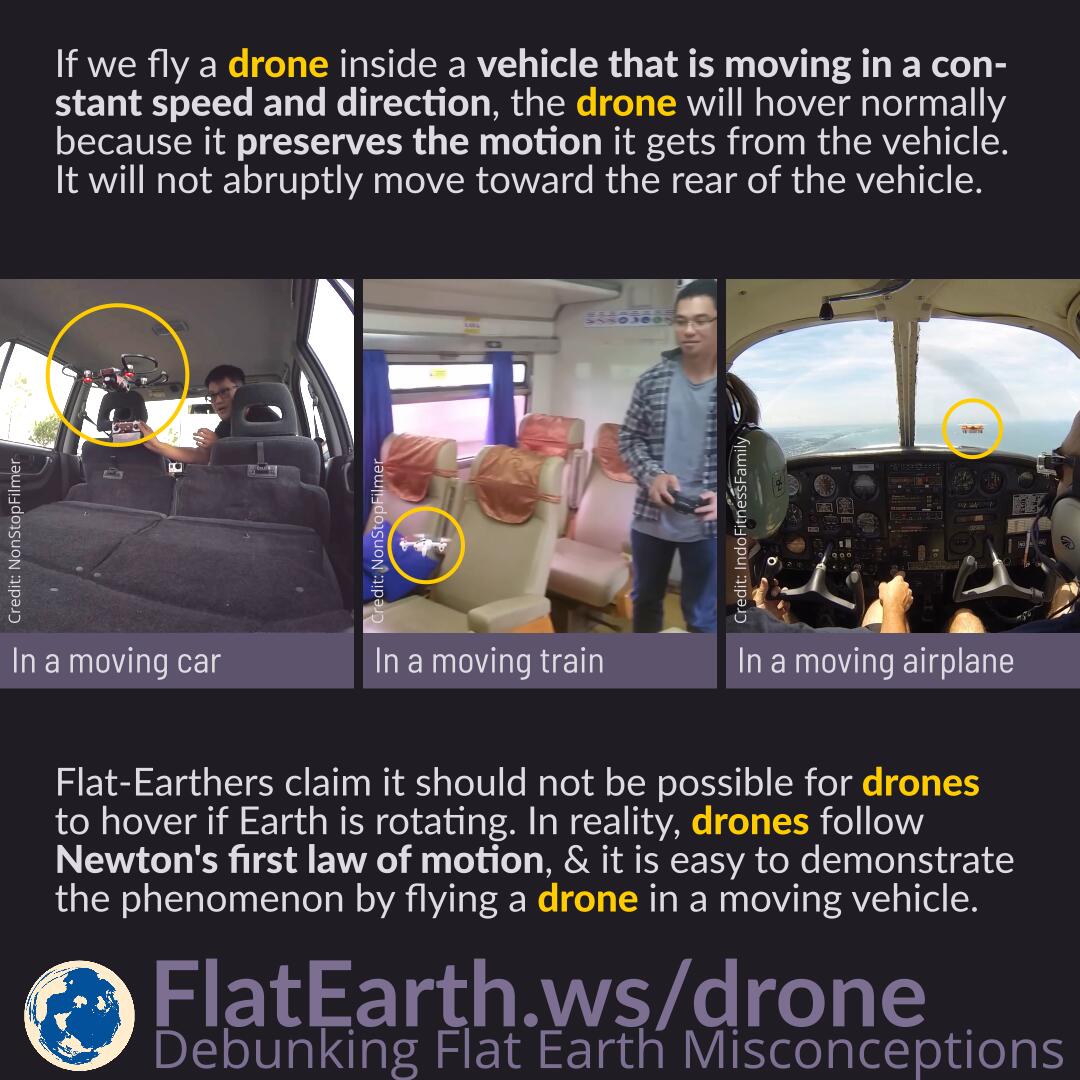 If we fly a drone inside a vehicle that is moving in a con-
stant speed and direction, the drone will hover normally
because it preserves the motion it gets from the vehicle.
It will not abruptly move toward the rear of the vehicle.
Credit: NonStopFilmer
Credit: NonStopFilmer
Credit: IndoFitnessFamily
In a moving car
In a moving train
In a moving airplane
Flat-Earthers claim it should not be possible for drones
to hover if Earth is rotating. In reality, drones follow
Newton's first law of motion, & it is easy to demonstrate
the phenomenon by flying a drone in a moving vehicle.
FlatEarth.ws/drone
Debunking Flat Earth Misconceptions